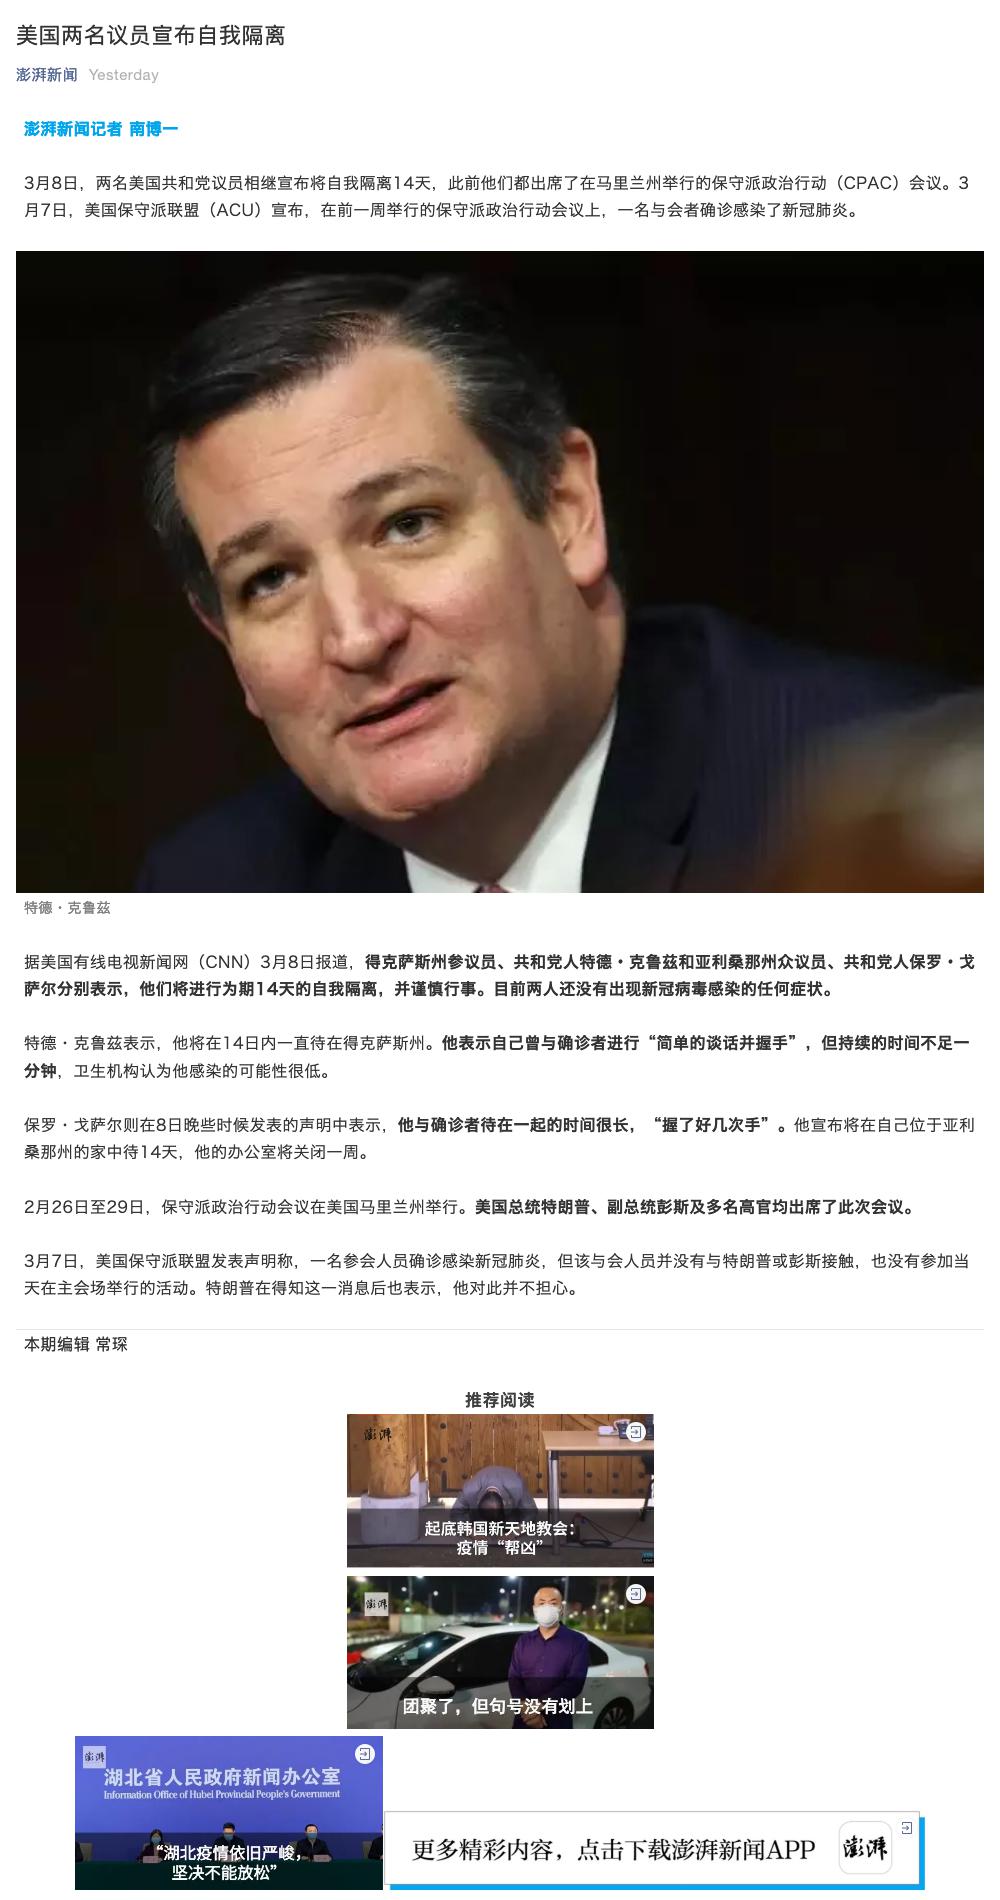 美国两名议员宣布自我隔离
澎湃新闻 Yesterday
澎湃新闻记者 南博一
3月8日，两名美国共和党议员相继宣布将自我隔离14天，此前他们都出席了在马里兰州举行的保守派政治行动（CPAC）会议。3
月7日，美国保守派联盟（ACU）宣布，在前一周举行的保守派政治行动会议上，一名与会者确诊感染了新冠肺炎。
特德·克鲁兹
据美国有线电视新闻网（CNN）3月8日报道，得克萨斯州参议员、共和党人特德·克鲁兹和亚利桑那州众议员、共和党人保罗·戈
萨尔分别表示，他们将进行为期14天的自我隔离，并谨慎行事。目前两人还没有出现新冠病毒感染的任何症状。
特德·克鲁兹表示，他将在14日内一直待在得克萨斯州。他表示自己曾与确诊者进行“简单的谈话并握手”，但持续的时间不足一
分钟，卫生机构认为他感染的可能性很低。
保罗·戈萨尔则在8日晚些时候发表的声明中表示，他与确诊者待在一起的时间很长，“握了好几次手”。他宣布将在自己位于亚利
桑那州的家中待14天，他的办公室将关闭一周。
2月26日至29日，保守派政治行动会议在美国马里兰州举行。美国总统特朗普、副总统彭斯及多名高官均出席了此次会议。
3月7日，美国保守派联盟发表声明称，一名参会人员确诊感染新冠肺炎，但该与会人员并没有与特朗普或彭斯接触，也没有参加当
天在主会场举行的活动。特朗普在得知这一消息后也表示，他对此并不担心。
本期编辑 常琛
推荐阅读
澎湃
起底韩国新天地教会：
疫情“帮凶”
澎湃
团聚了，但句号没有划上
澎湃
湖北省人民政府新闻办公室
Information Office of Hubei Provincial People's Government
“湖北疫情依旧严峻，
坚决不能放松”
更多精彩内容，点击下载澎湃新闻APP
澎湃